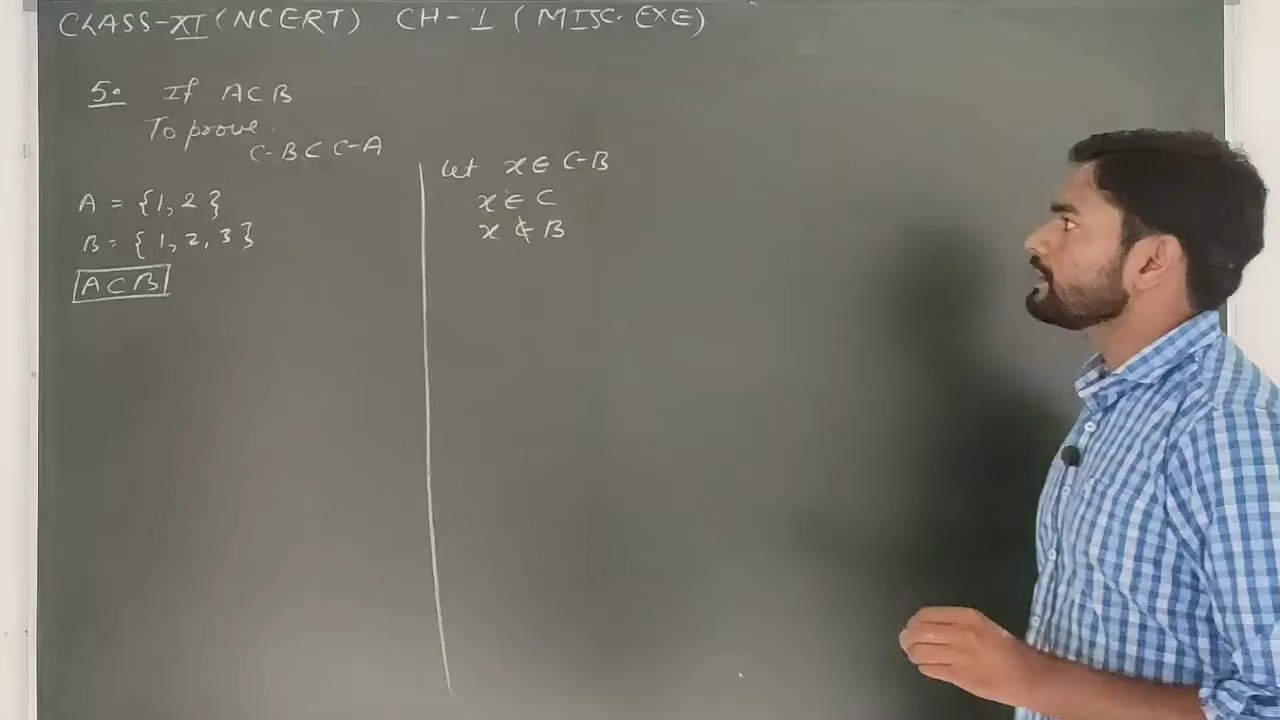 CLASS-XI (NCERT) CH-1 (MISC. EXE)
5. If A⊂B
To prove.
C-B⊂ C-A
A = {1, 2}
B = {1, 2, 3}
A⊂B
Let x∈ C-B
x∈ C
x∉B